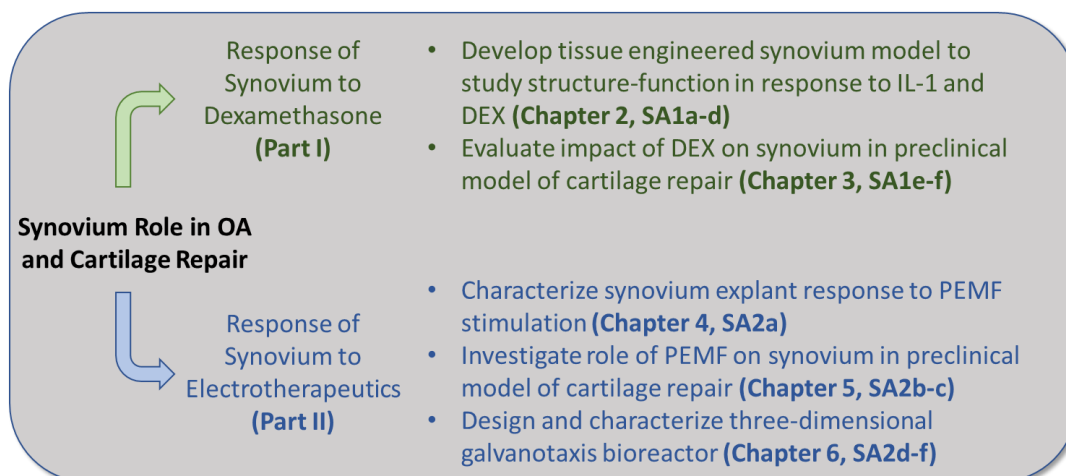 Synovium Role in OA
and Cartilage Repair
Response of
Synovium to
Dexamethasone
(Part I)
• Develop tissue engineered synovium model to
study structure-function in response to IL-1 and
DEX (Chapter 2, SA1a-d)
• Evaluate impact of DEX on synovium in preclinical
model of cartilage repair (Chapter 3, SA1e-f)
Response of
Synovium to
Electrotherapeutics
(Part II)
• Characterize synovium explant response to PEMF
stimulation (Chapter 4, SA2a)
• Investigate role of PEMF on synovium in preclinical
model of cartilage repair (Chapter 5, SA2b-c)
• Design and characterize three-dimensional
galvanotaxis bioreactor (Chapter 6, SA2d-f)